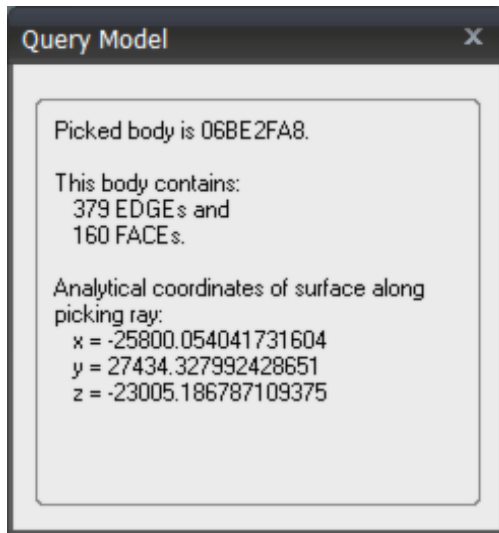 Query Model
x
Picked body is 06BE2FA8.
This body contains:
379 EDGEs and
160 FACEs.
Analytical coordinates of surface along
picking ray:
x = -25800.054041731604
y = 27434.327992428651
z = -23005.186787109375